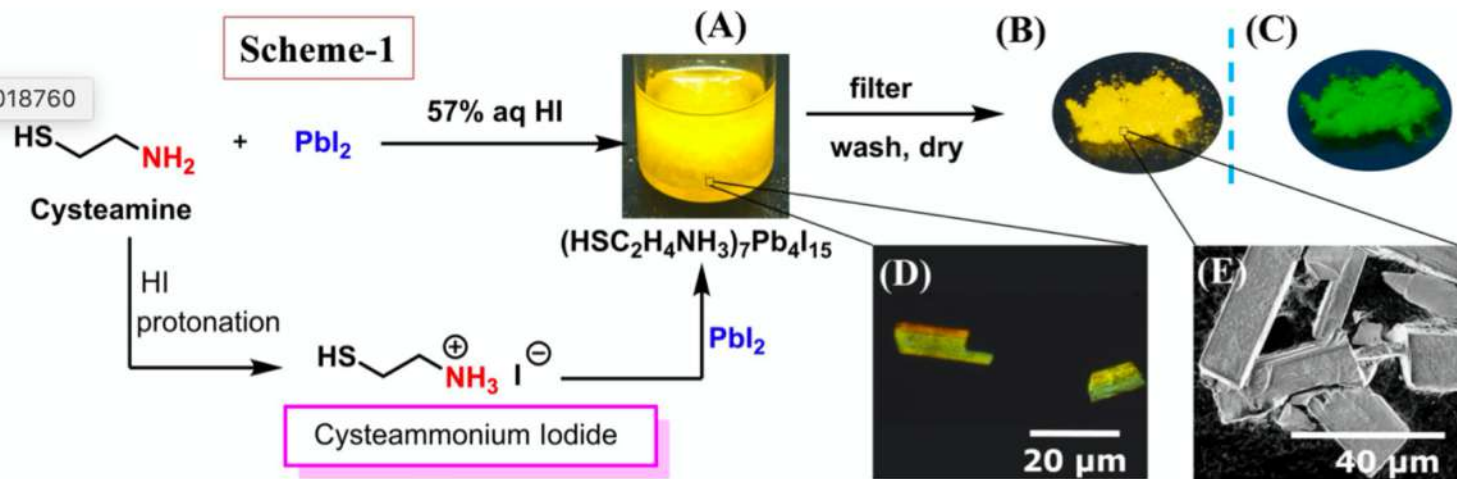 Scheme-1
(A)
(B)
(C)
018760
57% aq HI
filter
HS
NH₂
+
PbI₂
wash, dry
Cysteamine
(HSC₂H₄NH₃)₇Pb₄I₁₅
(D)
(E)
HI
protonation
PbI₂
HS
⊕
NH₃
I
⊖
Cysteammonium Iodide
20 µm
40 µm